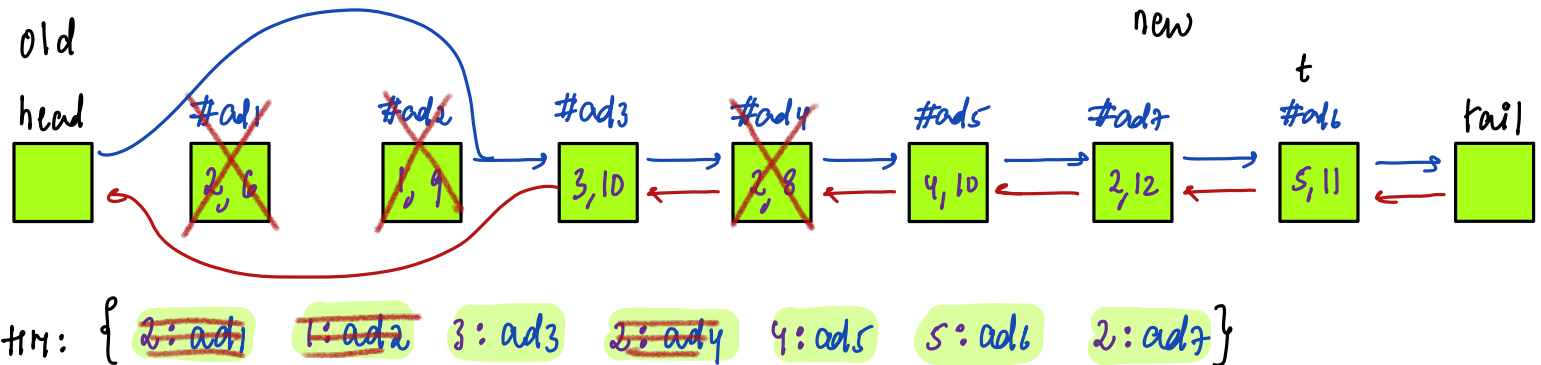 new
old
t
head #ad1 #ad2 #ad3 #ad4 #ad5 #ad7 #ad6 tail
2, 6 1, 9 3, 10 2, 8 4, 10 2, 12 5, 11
HM: { 2: ad1 1: ad2 3: ad3 2: ad4 4: ad5 5: ad6 2: ad7 }